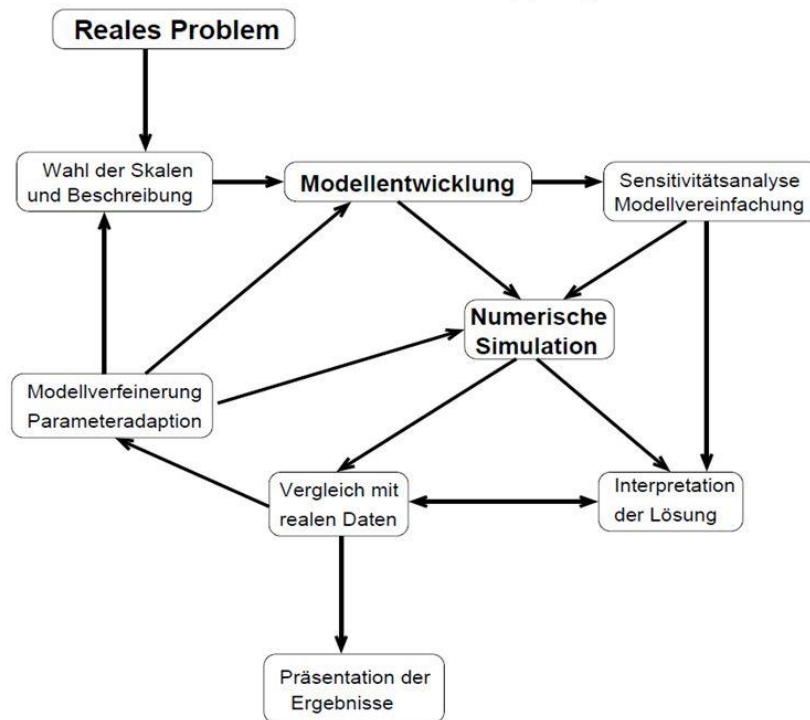 Reales Problem
Wahl der Skalen
und Beschreibung
Modellentwicklung
Sensitivitätsanalyse
Modellvereinfachung
Numerische
Simulation
Modellverfeinerung
Parameteradaption
Vergleich mit
realen Daten
Interpretation
der Lösung
Präsentation der
Ergebnisse